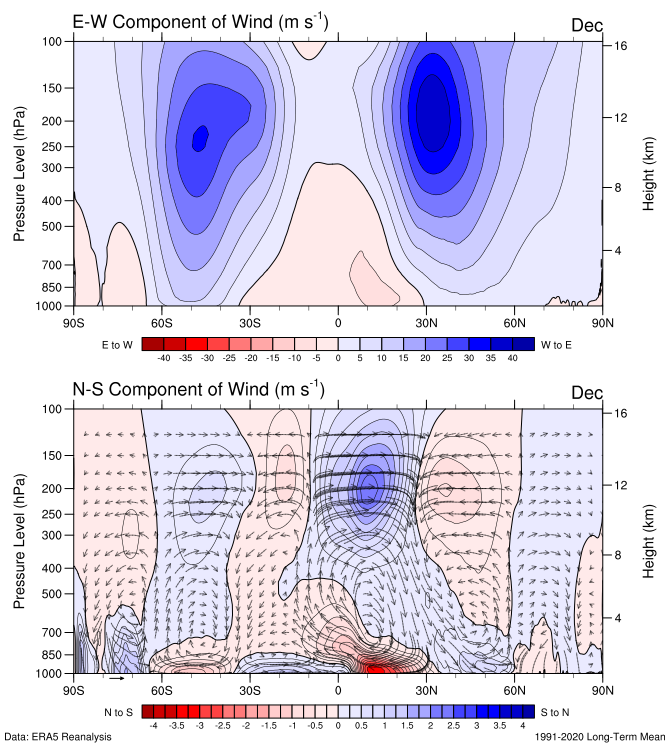 E-W Component of Wind (m s-1)
Dec
Pressure Level (hPa)
100
150
200
250
300
400
500
700
850
1000
16
12
8
4
Height (km)
90S 60S 30S 0 30N 60N 90N
E to W
-40 -35 -30 -25 -20 -15 -10 -5 0 5 10 15 20 25 30 35 40
W to E
N-S Component of Wind (m s-1)
Dec
Pressure Level (hPa)
100
150
200
250
300
400
500
700
850
1000
16
12
8
4
Height (km)
90S 60S 30S 0 30N 60N 90N
N to S
-4 -3.5 -3 -2.5 -2 -1.5 -1 -0.5 0 0.5 1 1.5 2 2.5 3 3.5 4
S to N
Data: ERA5 Reanalysis
1991-2020 Long-Term Mean